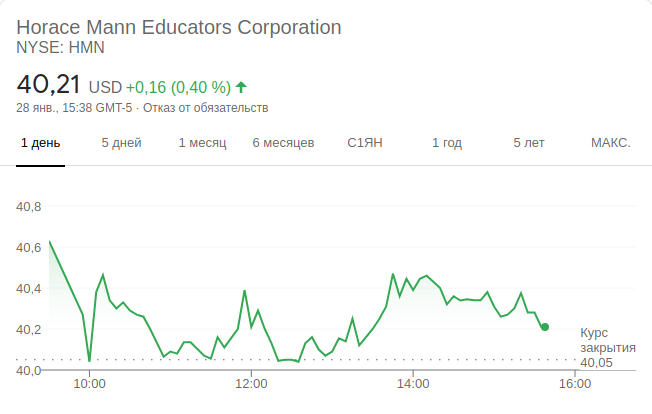 Horace Mann Educators Corporation
NYSE: HMN
40,21 USD +0,16 (0,40 %)
28 янв., 15:38 GMT-5 · Отказ от обязательств
1 день 5 дней 1 месяц 6 месяцев С1ЯН 1 год 5 лет МАКС.
40,8
40,6
40,4
40,2
40,0
Курс
закрытия
40,05
10:00 12:00 14:00 16:00